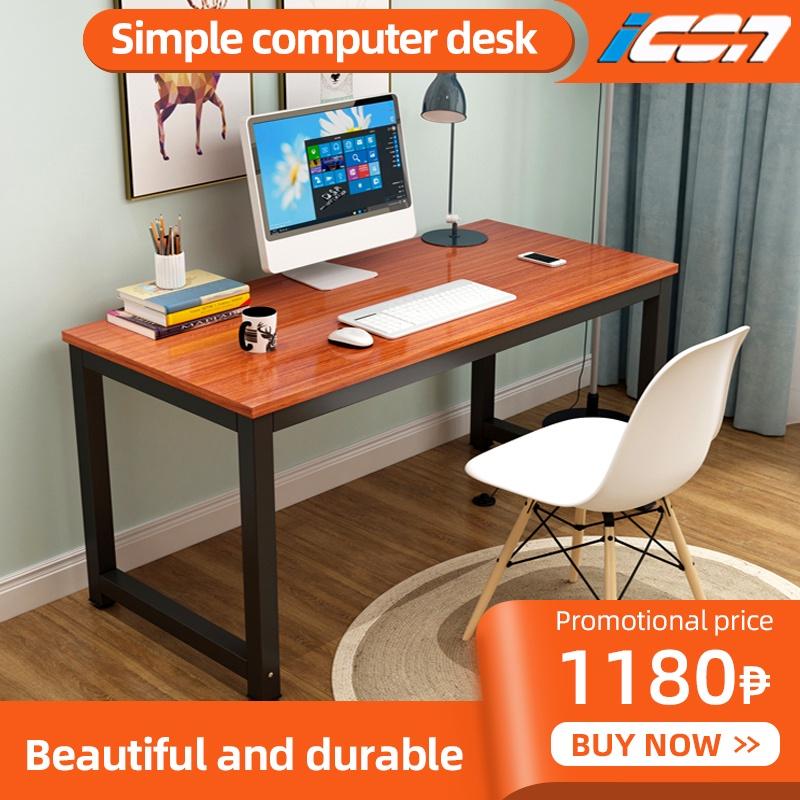 Simple computer desk
icon
Promotional price
1180₱
BUY NOW >>
Beautiful and durable